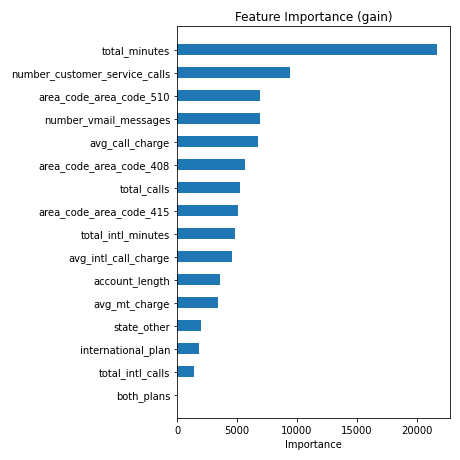 Feature Importance (gain)
total_minutes
number_customer_service_calls
area_code_area_code_510
number_vmail_messages
avg_call_charge
area_code_area_code_408
total_calls
area_code_area_code_415
total_intl_minutes
avg_intl_call_charge
account_length
avg_mt_charge
state_other
international_plan
total_intl_calls
both_plans
0 5000 10000 15000 20000
Importance